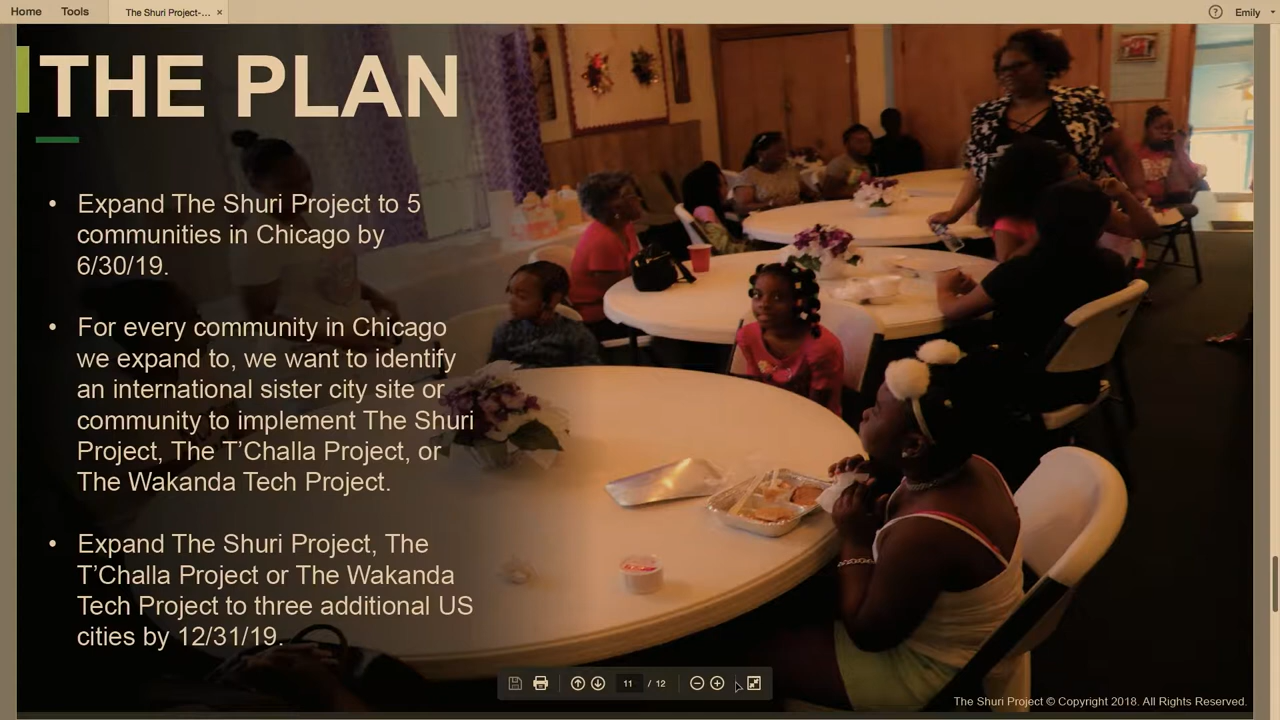 Home Tools The Shuri Project-... × ? Emily
THE PLAN
• Expand The Shuri Project to 5
communities in Chicago by
6/30/19.
• For every community in Chicago
we expand to, we want to identify
an international sister city site or
community to implement The Shuri
Project, The T’Challa Project, or
The Wakanda Tech Project.
• Expand The Shuri Project, The
T’Challa Project or The Wakanda
Tech Project to three additional US
cities by 12/31/19.
11 / 12
The Shuri Project © Copyright 2018. All Rights Reserved.